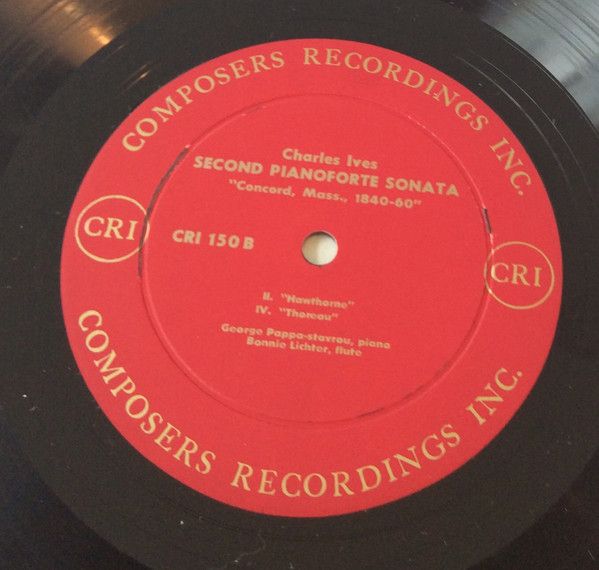 COMPOSERS RECORDINGS INC.
Charles Ives
SECOND PIANOFORTE SONATA
"Concord, Mass., 1840-60"
CRI
CRI 150 B
CRI
II. "Hawthorne"
IV. "Thoreau"
George Pappa-stavrou, piano
Bonnie Lichter, flute
COMPOSERS RECORDINGS INC.